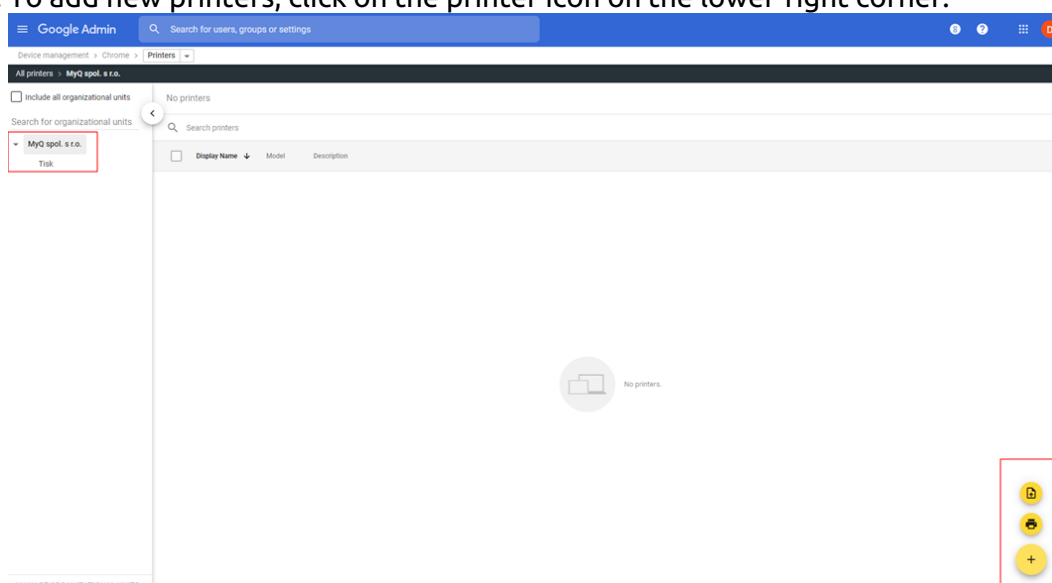 To add new printers, click on the printer icon on the lower right corner.
Google Admin
Search for users, groups or settings
8
?
D
Device management > Chrome > Printers
All printers > MyQ spol. s r.o.
Include all organizational units
No printers
Search for organizational units
Search printers
MyQ spol. s r.o.
Tisk
Display Name
Model
Description
No printers.